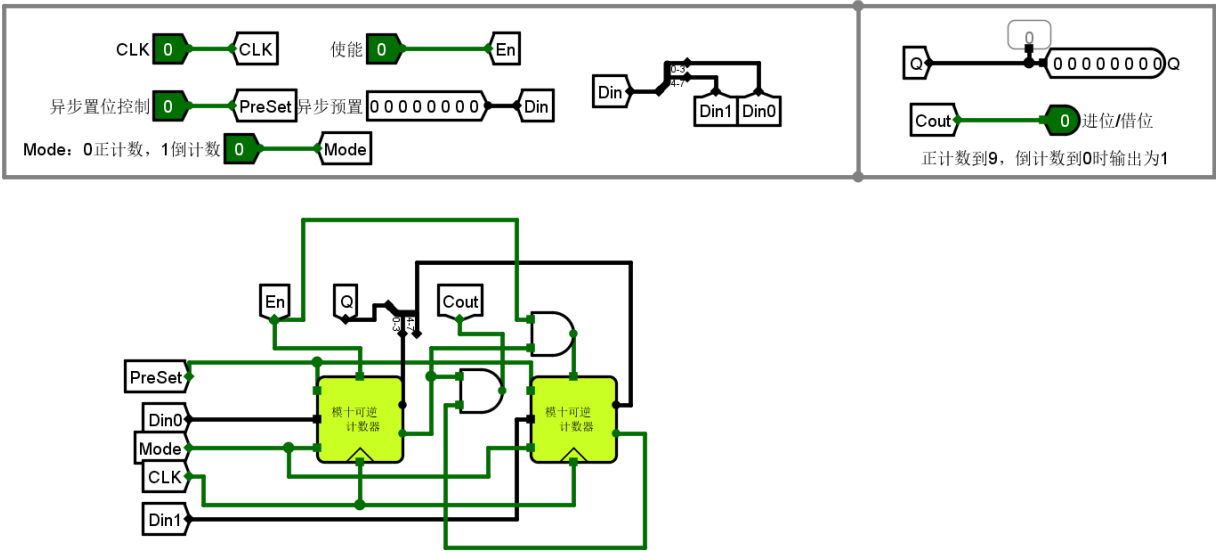 CLK 0 CLK
使能 0 En
异步置位控制 0 PreSet
异步预置 0 0 0 0 0 0 0 0 Din
Mode：0正计数，1倒计数 0 Mode
Din 0-3 4-7 Din1 Din0
0
Q 0 0 0 0 0 0 0 0 Q
Cout 0 进位/借位
正计数到9，倒计数到0时输出为1
En Q 0-3 4-7 Cout
PreSet
Din0
Mode
CLK
Din1
模十可逆
计数器
模十可逆
计数器